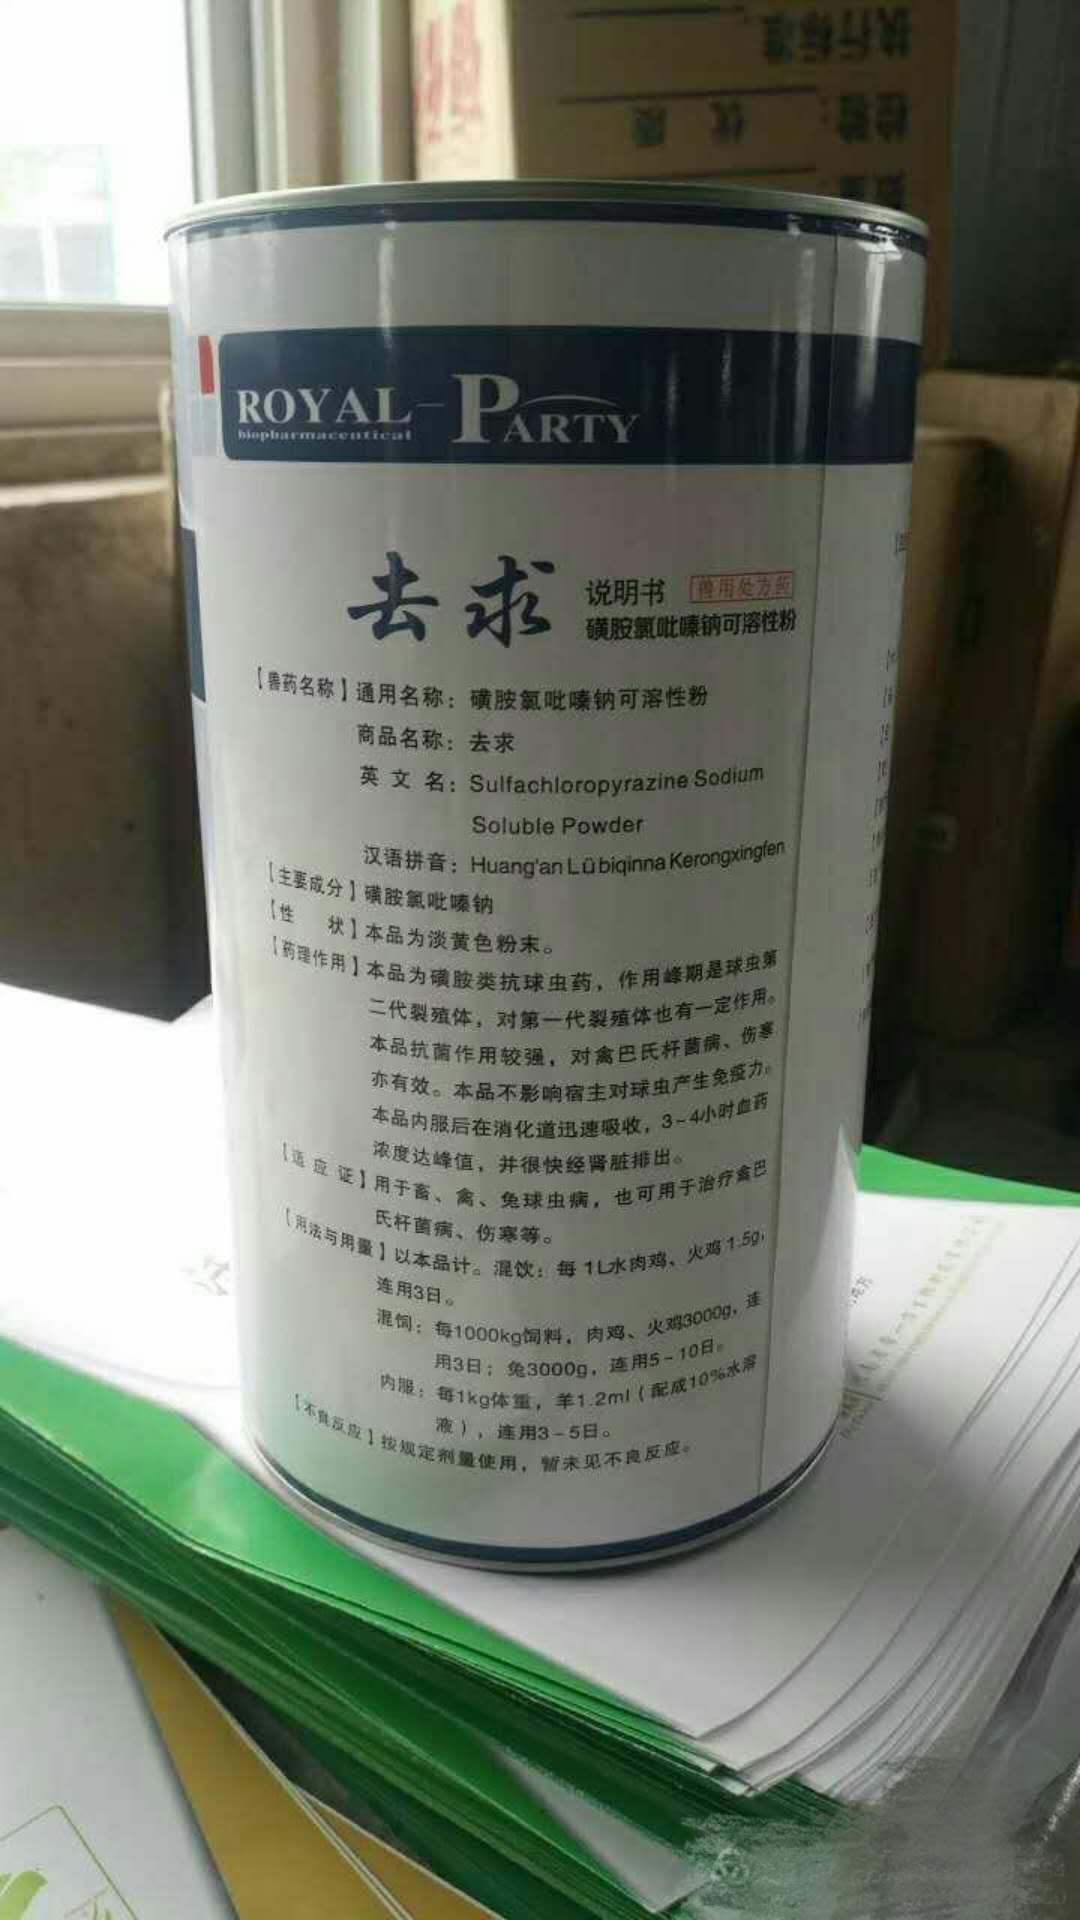 执行标准
检验：
优 质
ROYAL-PARTY
biopharmaceutical
去求
说明书 兽用处方药
磺胺氯吡嗪钠可溶性粉
【兽药名称】通用名称：磺胺氯吡嗪钠可溶性粉
商品名称：去求
英 文 名：Sulfachloropyrazine Sodium
Soluble Powder
汉语拼音：Huang'an Lübiqinna Kerongxingfen
【主要成分】磺胺氯吡嗪钠
【性 状】本品为淡黄色粉末。
【药理作用】本品为磺胺类抗球虫药，作用峰期是球虫第
二代裂殖体，对第一代裂殖体也有一定作用。
本品抗菌作用较强，对禽巴氏杆菌病、伤寒
亦有效。本品不影响宿主对球虫产生免疫力。
本品内服后在消化道迅速吸收，3-4小时血药
浓度达峰值，并很快经肾脏排出。
【适 应 证】用于畜、禽、兔球虫病，也可用于治疗禽巴
氏杆菌病、伤寒等。
【用法与用量】以本品计。混饮：每 1L水肉鸡、火鸡 1.5g，
连用3日。
混饲：每1000kg饲料，肉鸡、火鸡3000g，连
用3日；兔3000g，连用5-10日。
内服：每1kg体重，羊1.2ml（配成10%水溶
液），连用3-5日。
【不良反应】按规定剂量使用，暂未见不良反应。